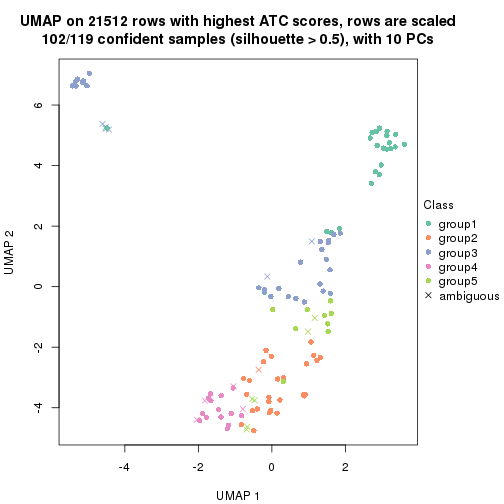 UMAP on 21512 rows with highest ATC scores, rows are scaled
102/119 confident samples (silhouette > 0.5), with 10 PCs
6
4
2
0
-2
-4
UMAP 2
-4
-2
0
2
UMAP 1
Class
group1
group2
group3
group4
group5
ambiguous